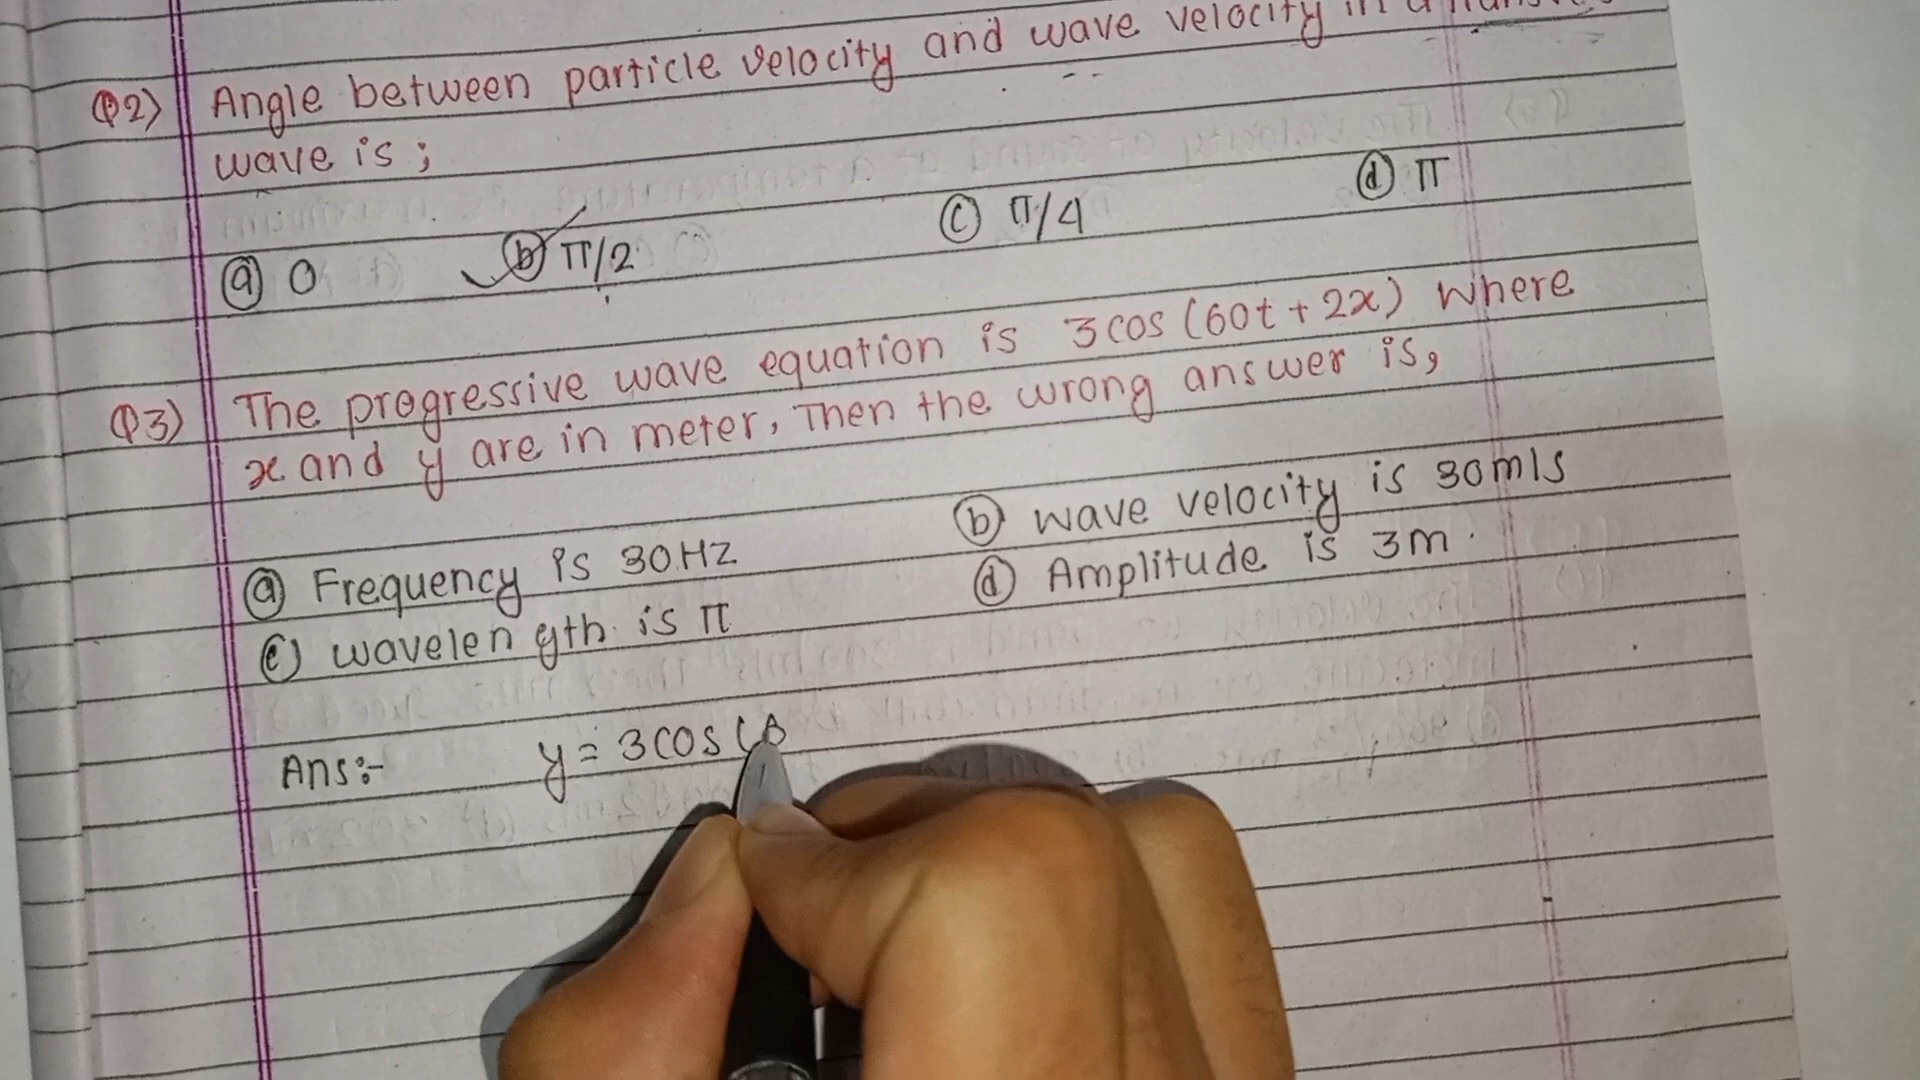 Q2) Angle between particle velocity and wave velocity in a
wave is;
(a) 0 (b) π/2 (c) π/4 (d) π
Q3) The progressive wave equation is 3cos(60t+2x) where
x and y are in meter, Then the wrong answer is,
(a) Frequency is 30HZ (b) wave velocity is 30m/s
(c) wavelength is π (d) Amplitude is 3m.
Ans:- y = 3cos(